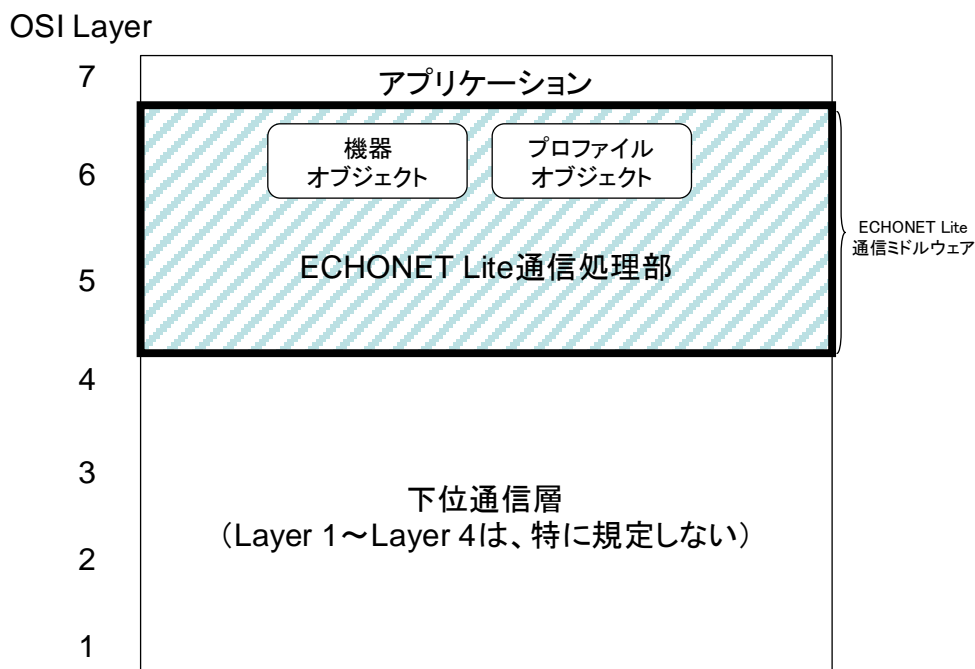 OSI Layer
7
アプリケーション
機器
オブジェクト
プロファイル
オブジェクト
6
ECHONET Lite
通信ミドルウェア
ECHONET Lite通信処理部
5
4
3
下位通信層
（Layer 1～Layer 4は、特に規定しない）
2
1